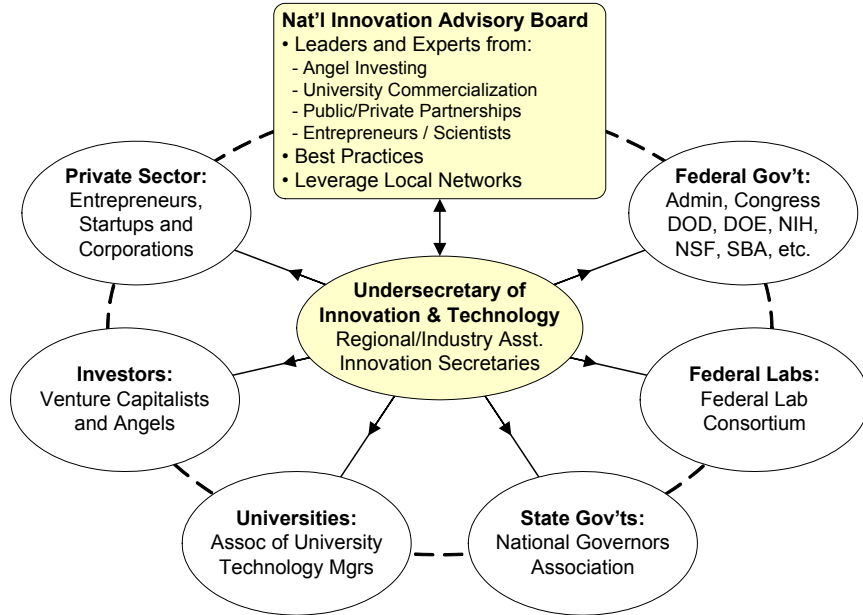 Nat'l Innovation Advisory Board
• Leaders and Experts from:
- Angel Investing
- University Commercialization
- Public/Private Partnerships
- Entrepreneurs / Scientists
• Best Practices
• Leverage Local Networks
Private Sector:
Entrepreneurs,
Startups and
Corporations
Federal Gov't:
Admin, Congress
DOD, DOE, NIH,
NSF, SBA, etc.
Undersecretary of
Innovation & Technology
Regional/Industry Asst.
Innovation Secretaries
Investors:
Venture Capitalists
and Angels
Federal Labs:
Federal Lab
Consortium
Universities:
Assoc of University
Technology Mgrs
State Gov'ts:
National Governors
Association